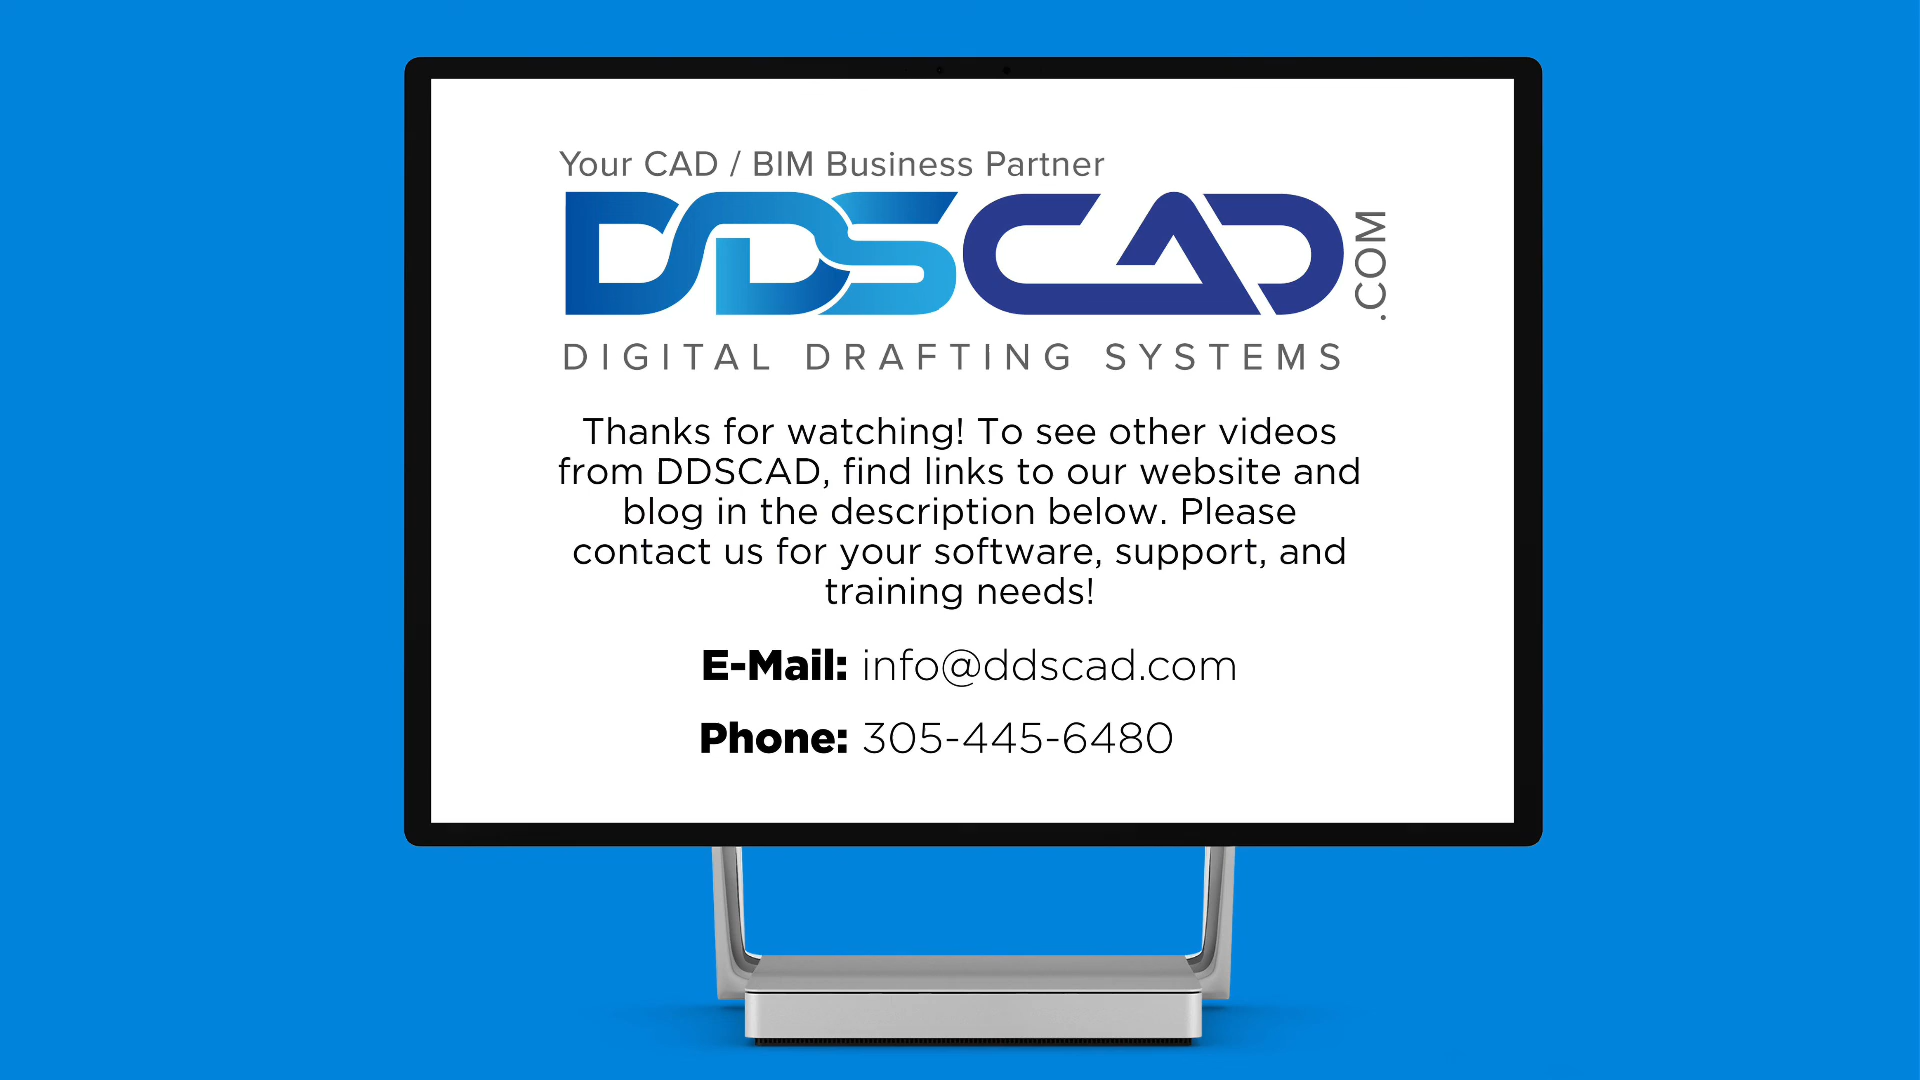 Your CAD / BIM Business Partner
DDSCAD.COM
DIGITAL DRAFTING SYSTEMS
Thanks for watching! To see other videos
from DDSCAD, find links to our website and
blog in the description below. Please
contact us for your software, support, and
training needs!
E-Mail: info@ddscad.com
Phone: 305-445-6480